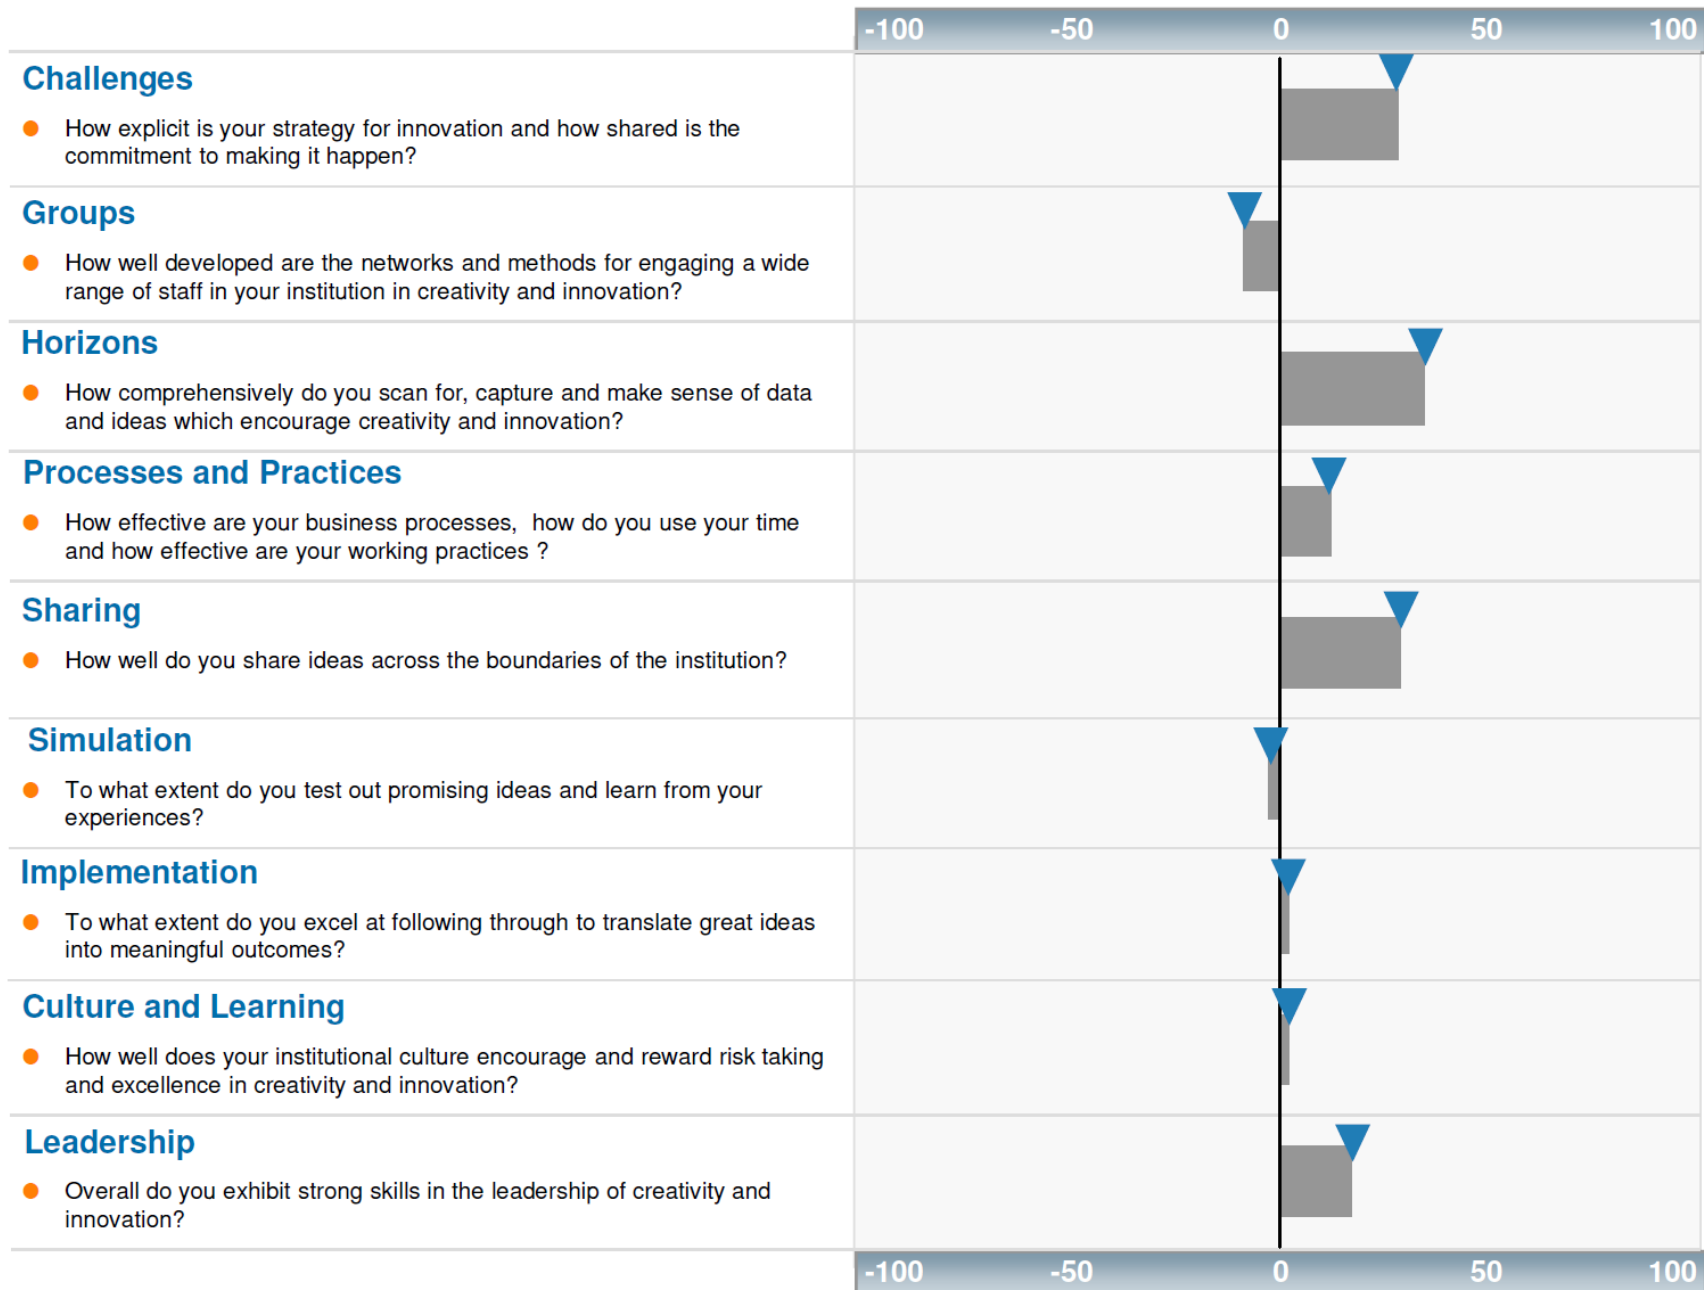 -100 -50 0 50 100
Challenges
How explicit is your strategy for innovation and how shared is the
commitment to making it happen?
Groups
How well developed are the networks and methods for engaging a wide
range of staff in your institution in creativity and innovation?
Horizons
How comprehensively do you scan for, capture and make sense of data
and ideas which encourage creativity and innovation?
Processes and Practices
How effective are your business processes,  how do you use your time
and how effective are your working practices ?
Sharing
How well do you share ideas across the boundaries of the institution?
Simulation
To what extent do you test out promising ideas and learn from your
experiences?
Implementation
To what extent do you excel at following through to translate great ideas
into meaningful outcomes?
Culture and Learning
How well does your institutional culture encourage and reward risk taking
and excellence in creativity and innovation?
Leadership
Overall do you exhibit strong skills in the leadership of creativity and
innovation?
-100 -50 0 50 100